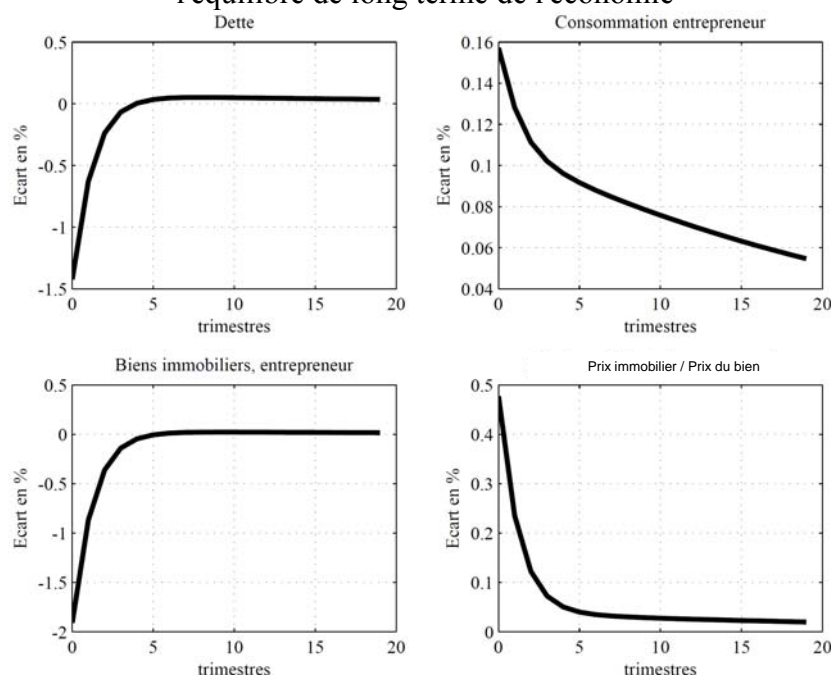 l'équilibre de long terme de l'économie
Dette
Ecart en %
0.5
0
-0.5
-1
-1.5
0 5 10 15 20
trimestres
Consommation entrepreneur
Ecart en %
0.16
0.14
0.12
0.1
0.08
0.06
0.04
0 5 10 15 20
trimestres
Biens immobiliers, entrepreneur
Ecart en %
0.5
0
-0.5
-1
-1.5
-2
0 5 10 15 20
trimestres
Prix immobilier / Prix du bien
Ecart en %
0.5
0.4
0.3
0.2
0.1
0
0 5 10 15 20
trimestres